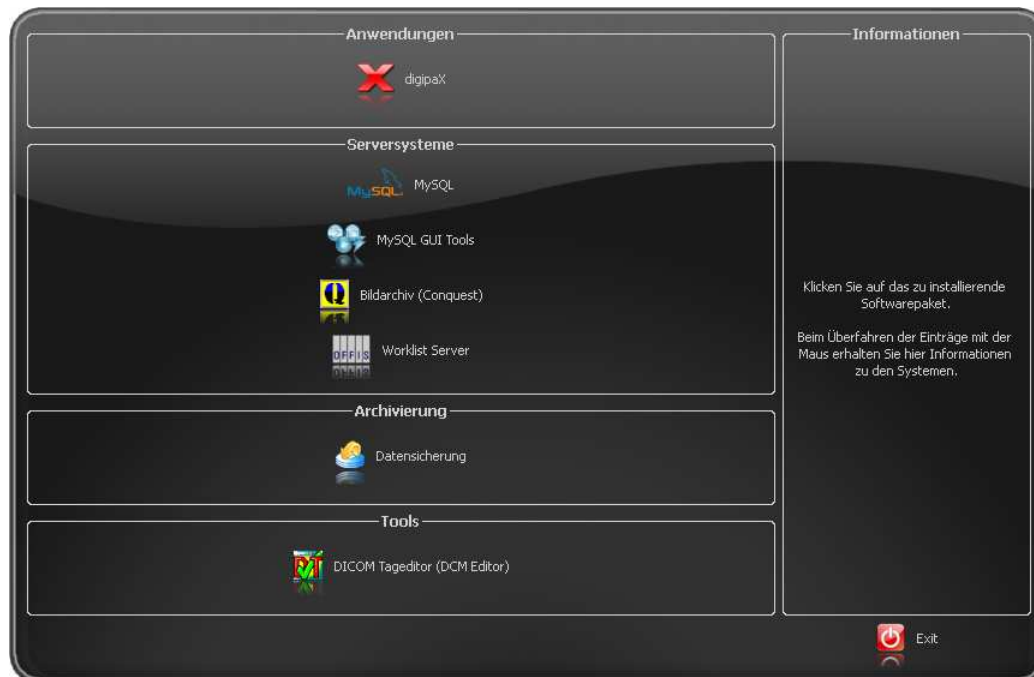 Anwendungen
digipaX
Serversysteme
MySQL. MySQL
MySQL GUI Tools
Bildarchiv (Conquest)
OFFIS Worklist Server
Archivierung
Datensicherung
Tools
DICOM Tageditor (DCM Editor)
Informationen
Klicken Sie auf das zu installierende
Softwarepaket.
Beim Überfahren der Einträge mit der
Maus erhalten Sie hier Informationen
zu den Systemen.
Exit